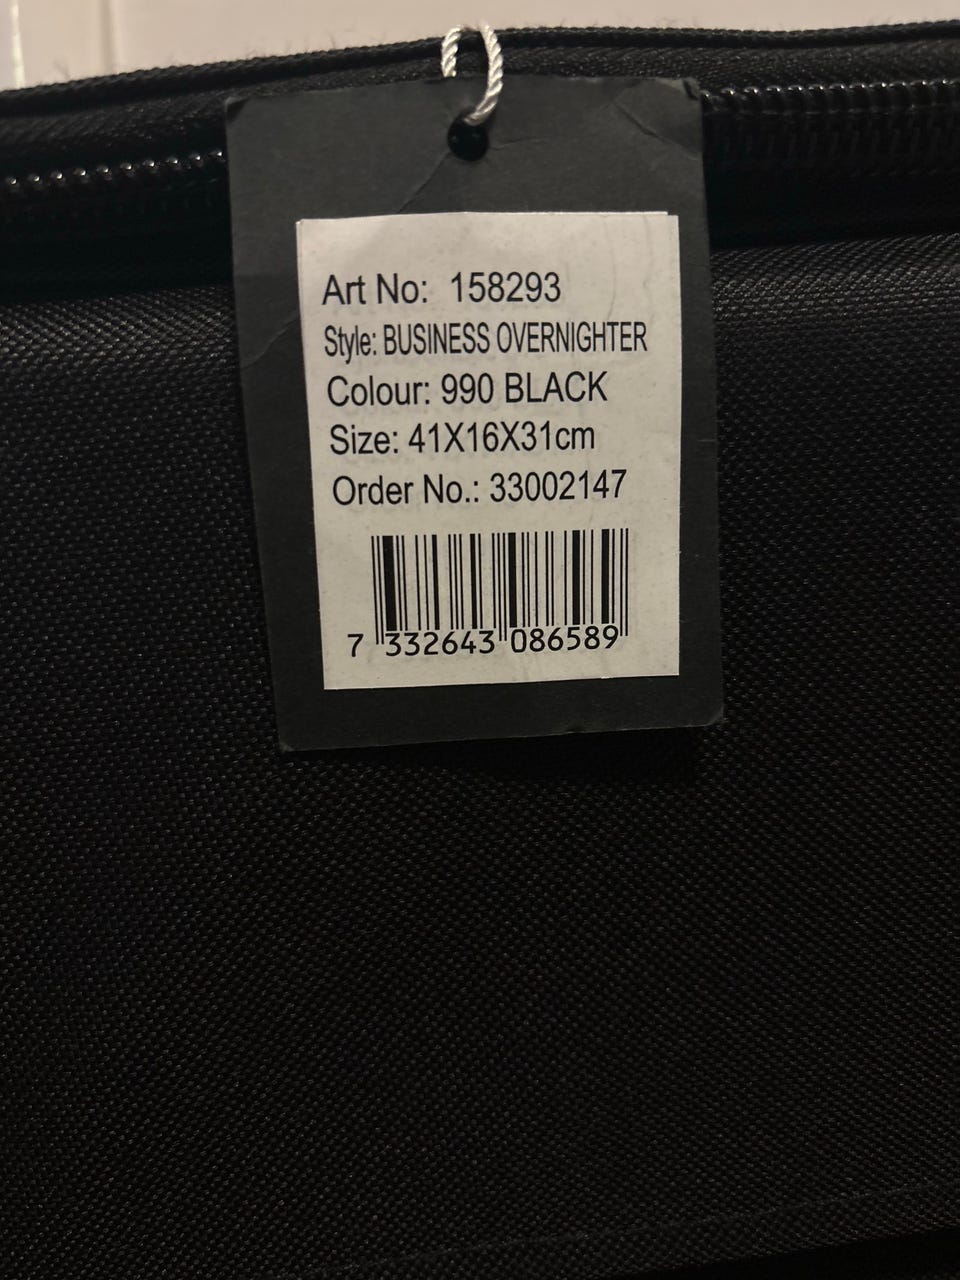 Art No: 158293
Style: BUSINESS OVERNIGHTER
Colour: 990 BLACK
Size: 41X16X31cm
Order No.: 33002147
7 332643 086589